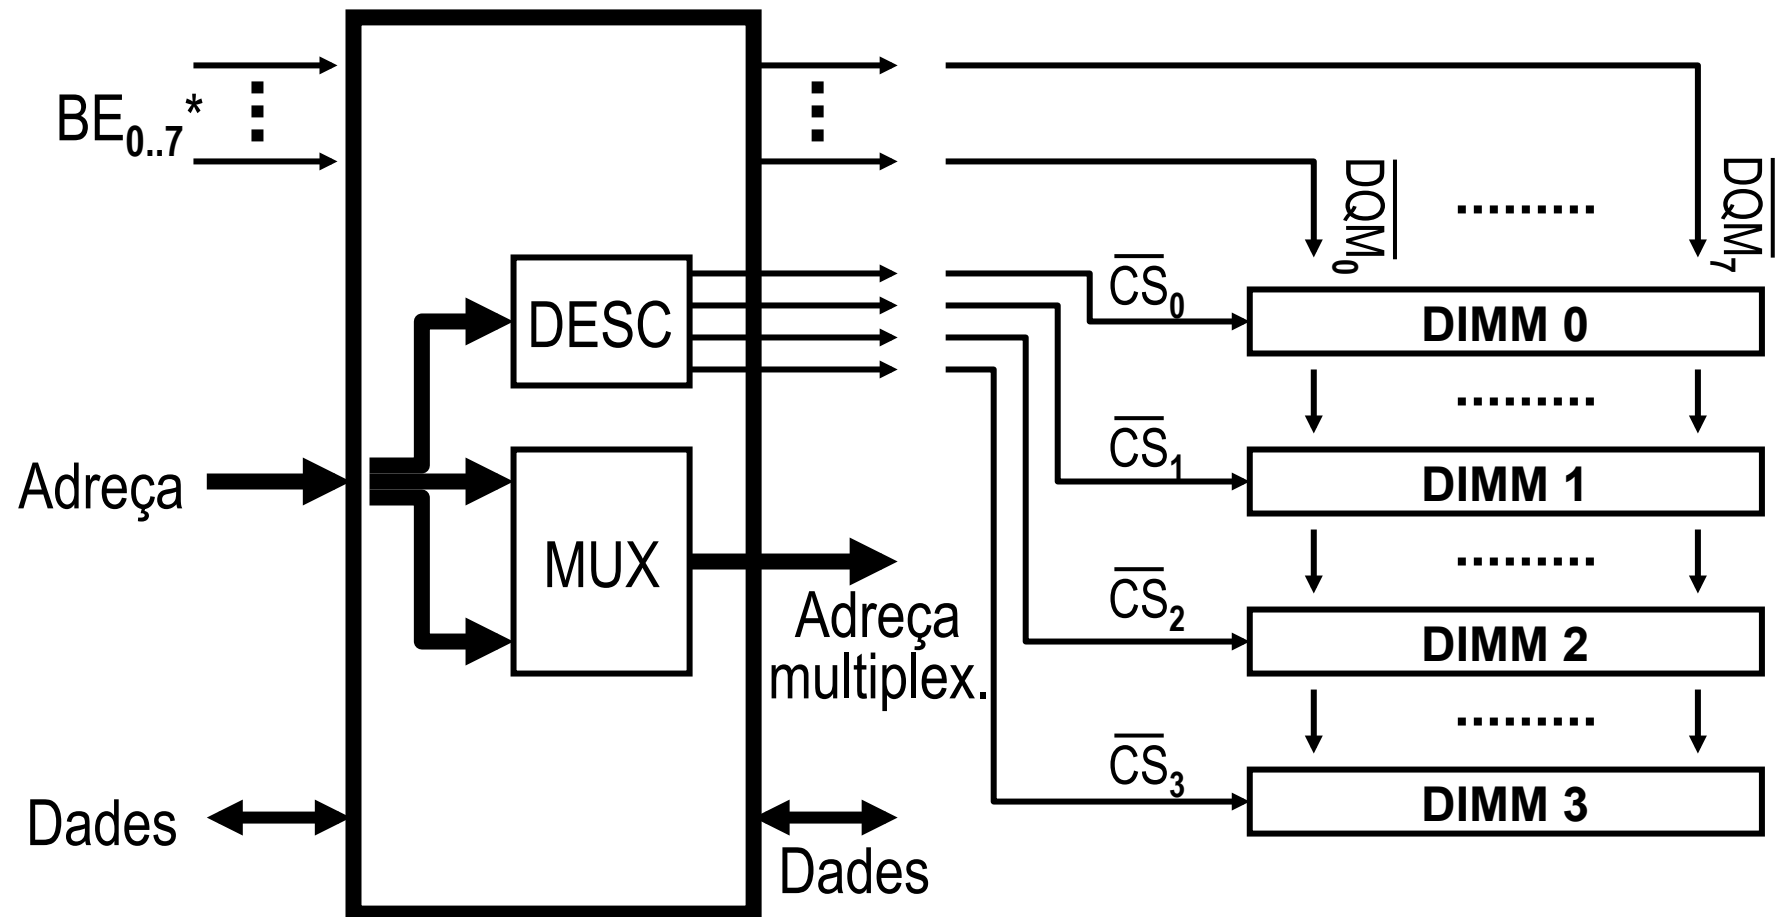 BE0..7*
DQM0
DQM7
CS0
DESC
DIMM 0
CS1
Adreça
DIMM 1
MUX
CS2
Adreça
multiplex.
DIMM 2
CS3
Dades
DIMM 3
Dades